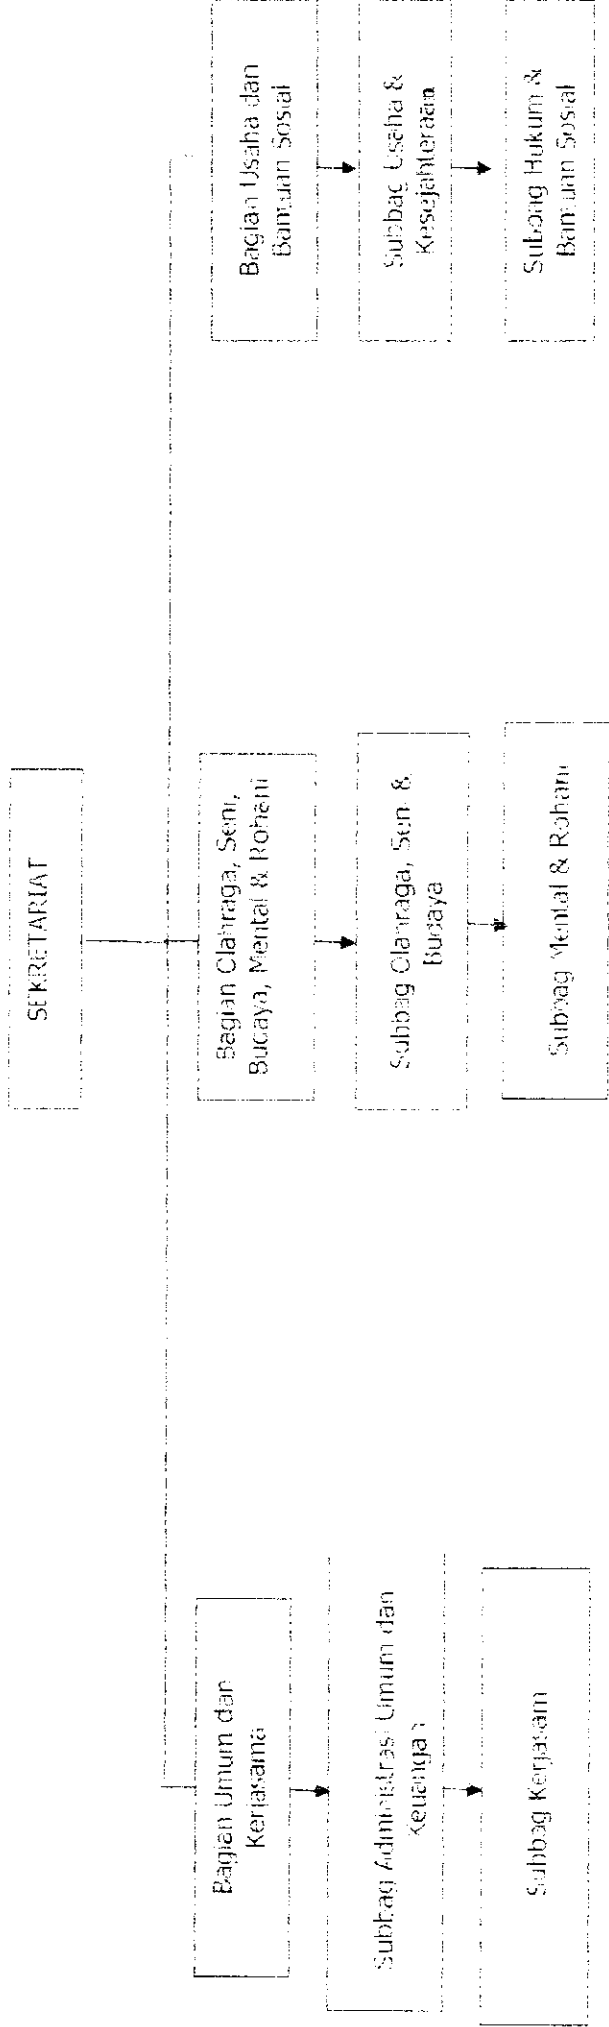 SEKRETARIAT
Bagian Umum dan
Kerjasama
Subbag Administrasi Umum dan
Keuangan
Subbag Kerjasam
Bagian Olahraga, Seni,
Budaya, Mental & Rohani
Subbag Olahraga, Seni &
Budaya
Subbag Mental & Rohani
Bagian Usaha dan
Bantuan Sosial
Subbag Usaha &
Kesejahteraan
Subbag Hukum &
Bantuan Sosial